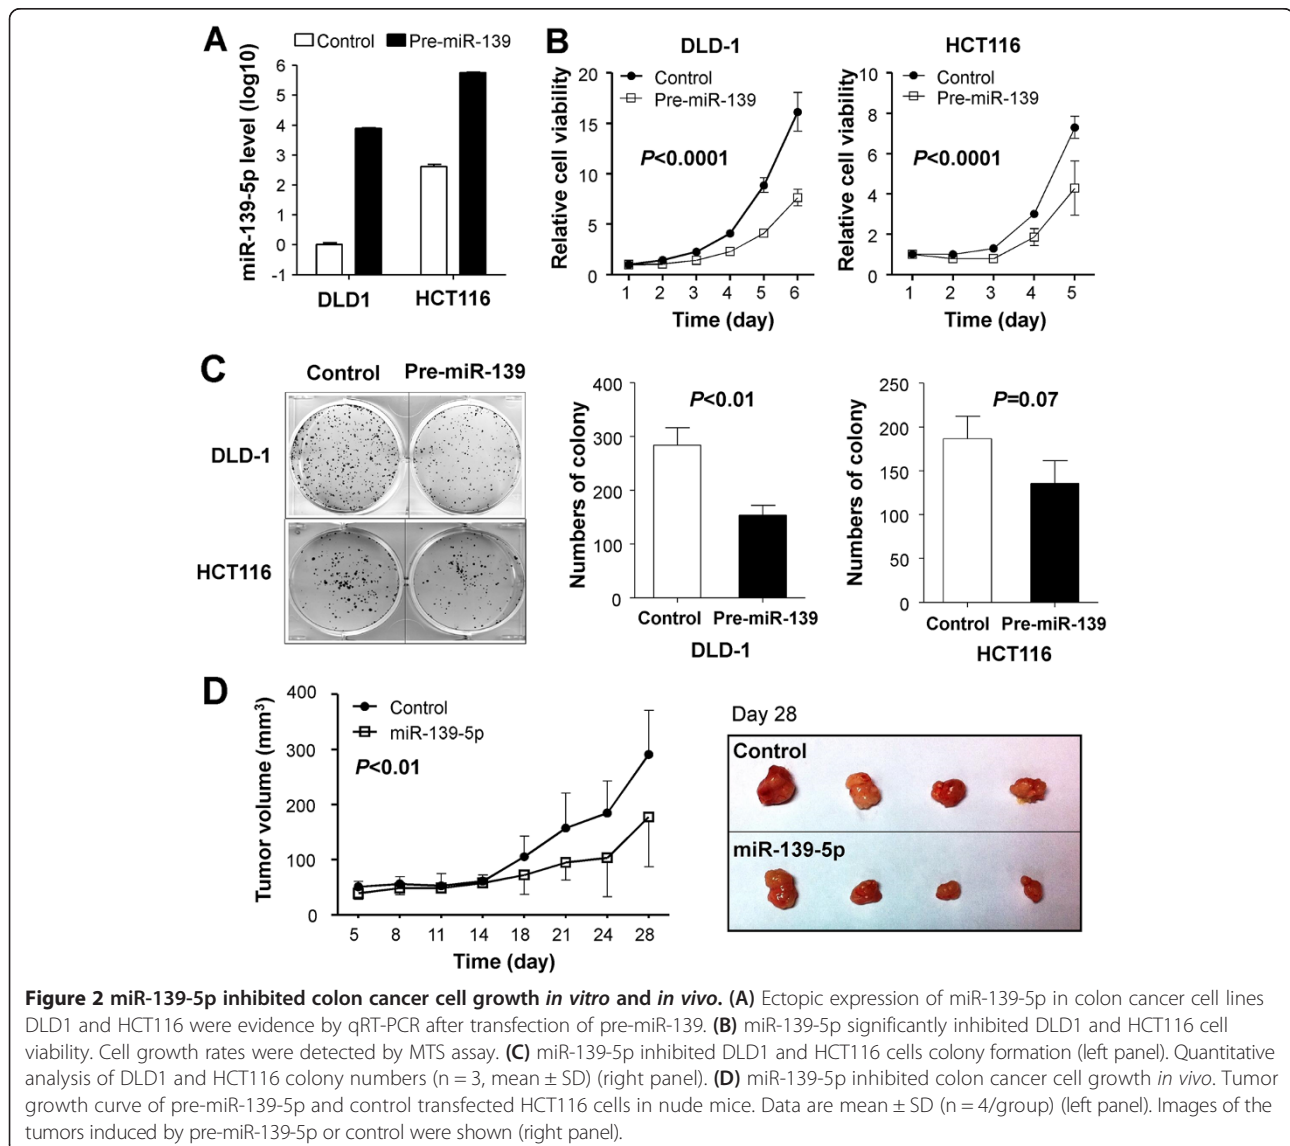 A
Control Pre-miR-139
miR-139-5p level (log10)
6
5
4
3
2
1
0
-1
DLD1 HCT116
B
DLD-1
Relative cell viability
20
15
10
5
0
Control
Pre-miR-139
P<0.0001
1 2 3 4 5 6
Time (day)
HCT116
Relative cell viability
10
8
6
4
2
0
Control
Pre-miR-139
P<0.0001
1 2 3 4 5
Time (day)
C
Control Pre-miR-139
DLD-1
HCT116
Numbers of colony
400
300
200
100
0
P<0.01
Control Pre-miR-139
DLD-1
Numbers of colony
250
200
150
100
50
0
P=0.07
Control Pre-miR-139
HCT116
D
Tumor volume (mm³)
400
300
200
100
0
Control
miR-139-5p
P<0.01
5 8 11 14 18 21 24 28
Time (day)
Day 28
Control
miR-139-5p
Figure 2 miR-139-5p inhibited colon cancer cell growth in vitro and in vivo. (A) Ectopic expression of miR-139-5p in colon cancer cell lines
DLD1 and HCT116 were evidence by qRT-PCR after transfection of pre-miR-139. (B) miR-139-5p significantly inhibited DLD1 and HCT116 cell
viability. Cell growth rates were detected by MTS assay. (C) miR-139-5p inhibited DLD1 and HCT116 cells colony formation (left panel). Quantitative
analysis of DLD1 and HCT116 colony numbers (n = 3, mean ± SD) (right panel). (D) miR-139-5p inhibited colon cancer cell growth in vivo. Tumor
growth curve of pre-miR-139-5p and control transfected HCT116 cells in nude mice. Data are mean ± SD (n = 4/group) (left panel). Images of the
tumors induced by pre-miR-139-5p or control were shown (right panel).